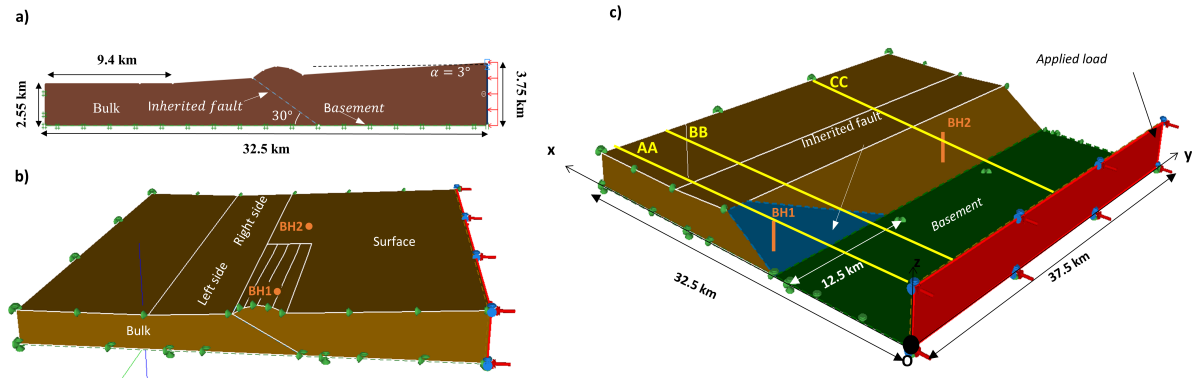 a)
9.4 km
α = 3°
2.55 km
Bulk
Inherited fault
Basement
30°
3.75 km
32.5 km
b)
Right side
Left side
BH2
BH1
Surface
Bulk
c)
Applied load
CC
BB
AA
Inherited fault
BH2
BH1
Basement
x
y
z
O
12.5 km
32.5 km
37.5 km